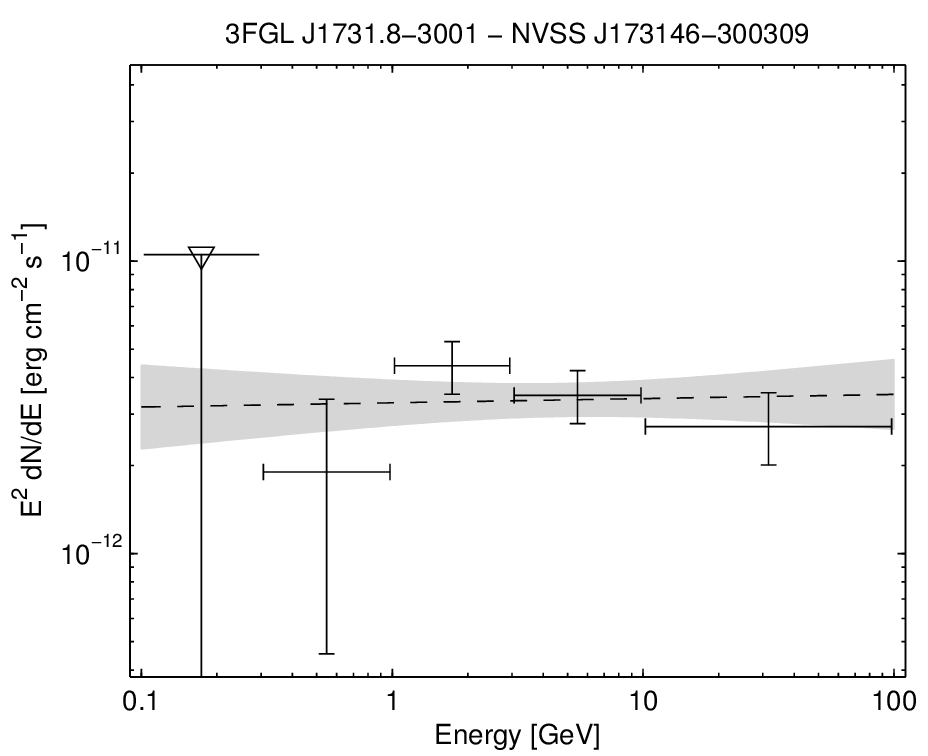 3FGL J1731.8−3001 − NVSS J173146−300309
E² dN/dE [erg cm⁻² s⁻¹]
10⁻¹¹
10⁻¹²
0.1 1 10 100
Energy [GeV]